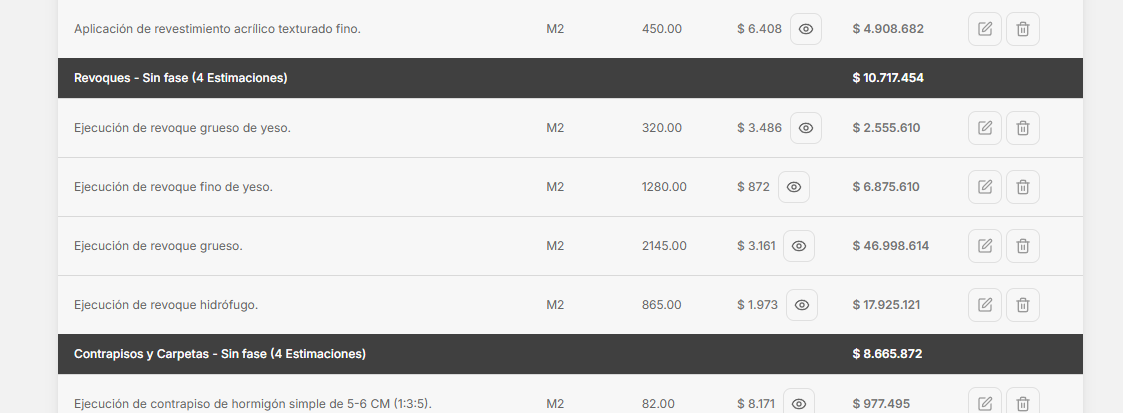 Aplicación de revestimiento acrílico texturado fino. M2 450.00 $ 6.408 $ 4.908.682
Revoques - Sin fase (4 Estimaciones) $ 10.717.454
Ejecución de revoque grueso de yeso. M2 320.00 $ 3.486 $ 2.555.610
Ejecución de revoque fino de yeso. M2 1280.00 $ 872 $ 6.875.610
Ejecución de revoque grueso. M2 2145.00 $ 3.161 $ 46.998.614
Ejecución de revoque hidrófugo. M2 865.00 $ 1.973 $ 17.925.121
Contrapisos y Carpetas - Sin fase (4 Estimaciones) $ 8.665.872
Ejecución de contrapiso de hormigón simple de 5-6 CM (1:3:5). M2 82.00 $ 8.171 $ 977.495